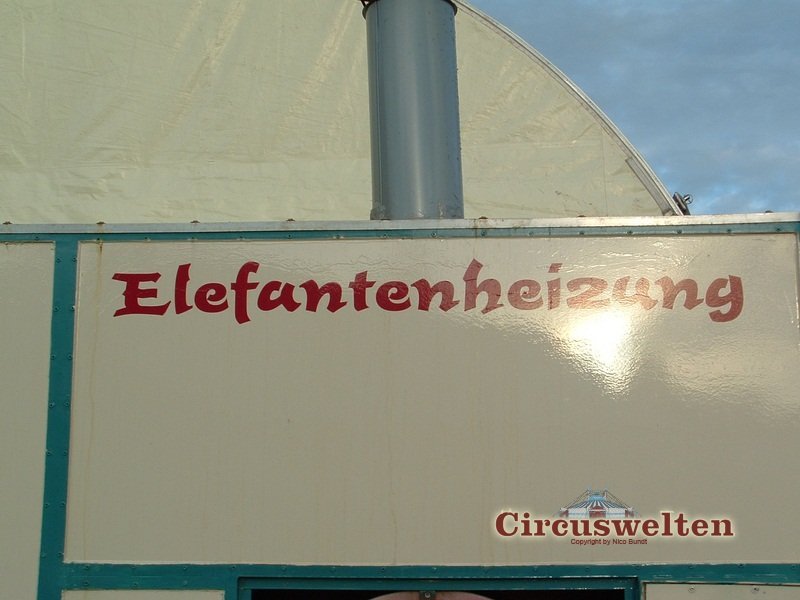 Elefantenheizung
Circuswelten
Copyright by Nico Bundt